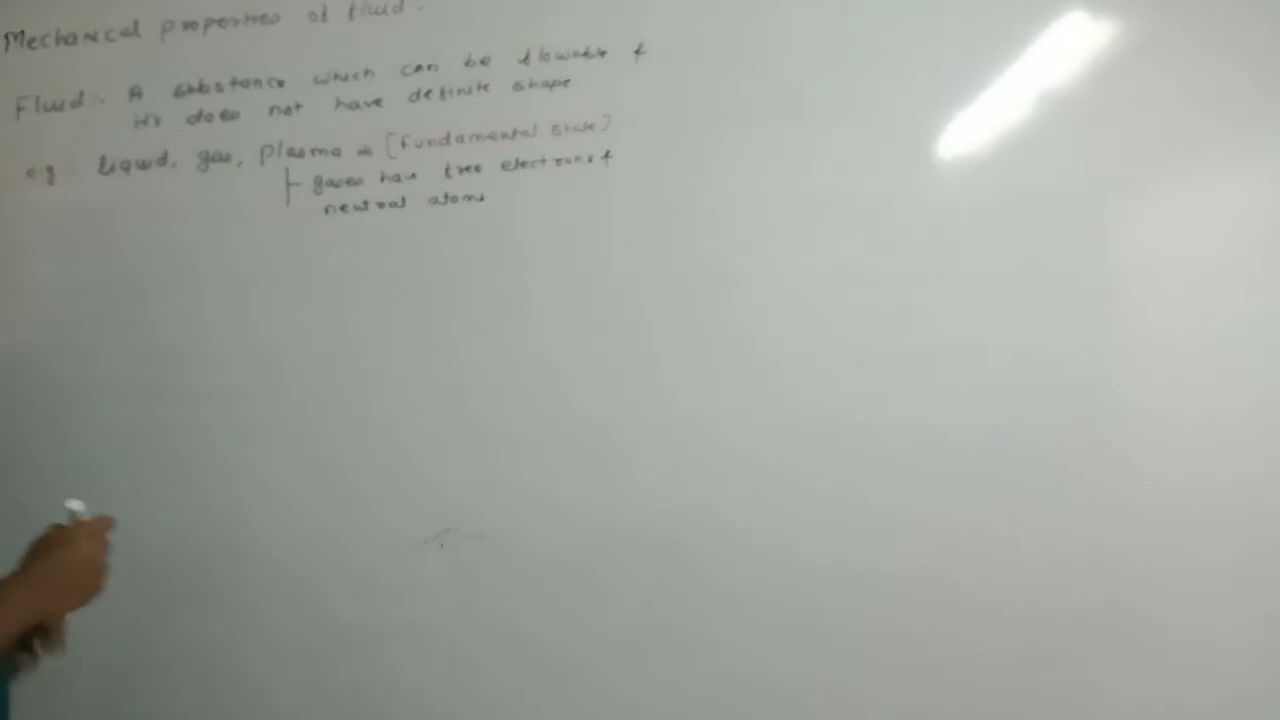 Mechanical properties of fluid.
Fluid:- A substance which can be flowable &
it's does not have definite shape
e.g: Liquid, gas, plasma ⇒ [fundamental state]
gases have free electrons &
neutral atoms